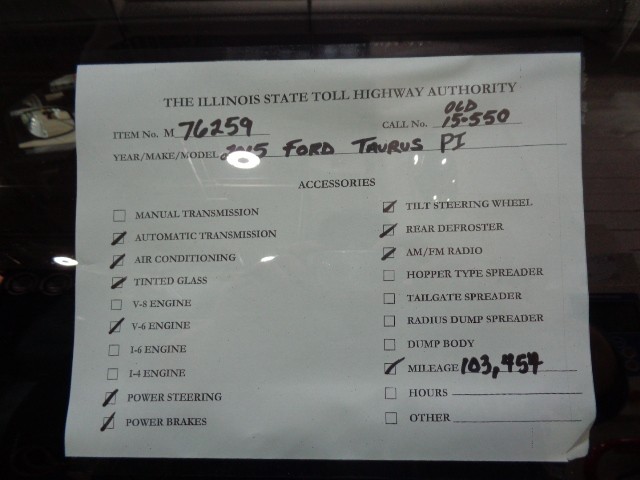 THE ILLINOIS STATE TOLL HIGHWAY AUTHORITY
OLD
ITEM No. M 76259 CALL No. 15-550
YEAR/MAKE/MODEL 2015 FORD TAURUS PI
ACCESSORIES
MANUAL TRANSMISSION
AUTOMATIC TRANSMISSION
AIR CONDITIONING
TINTED GLASS
V-8 ENGINE
V-6 ENGINE
I-6 ENGINE
I-4 ENGINE
POWER STEERING
POWER BRAKES
TILT STEERING WHEEL
REAR DEFROSTER
AM/FM RADIO
HOPPER TYPE SPREADER
TAILGATE SPREADER
RADIUS DUMP SPREADER
DUMP BODY
MILEAGE 103,454
HOURS
OTHER